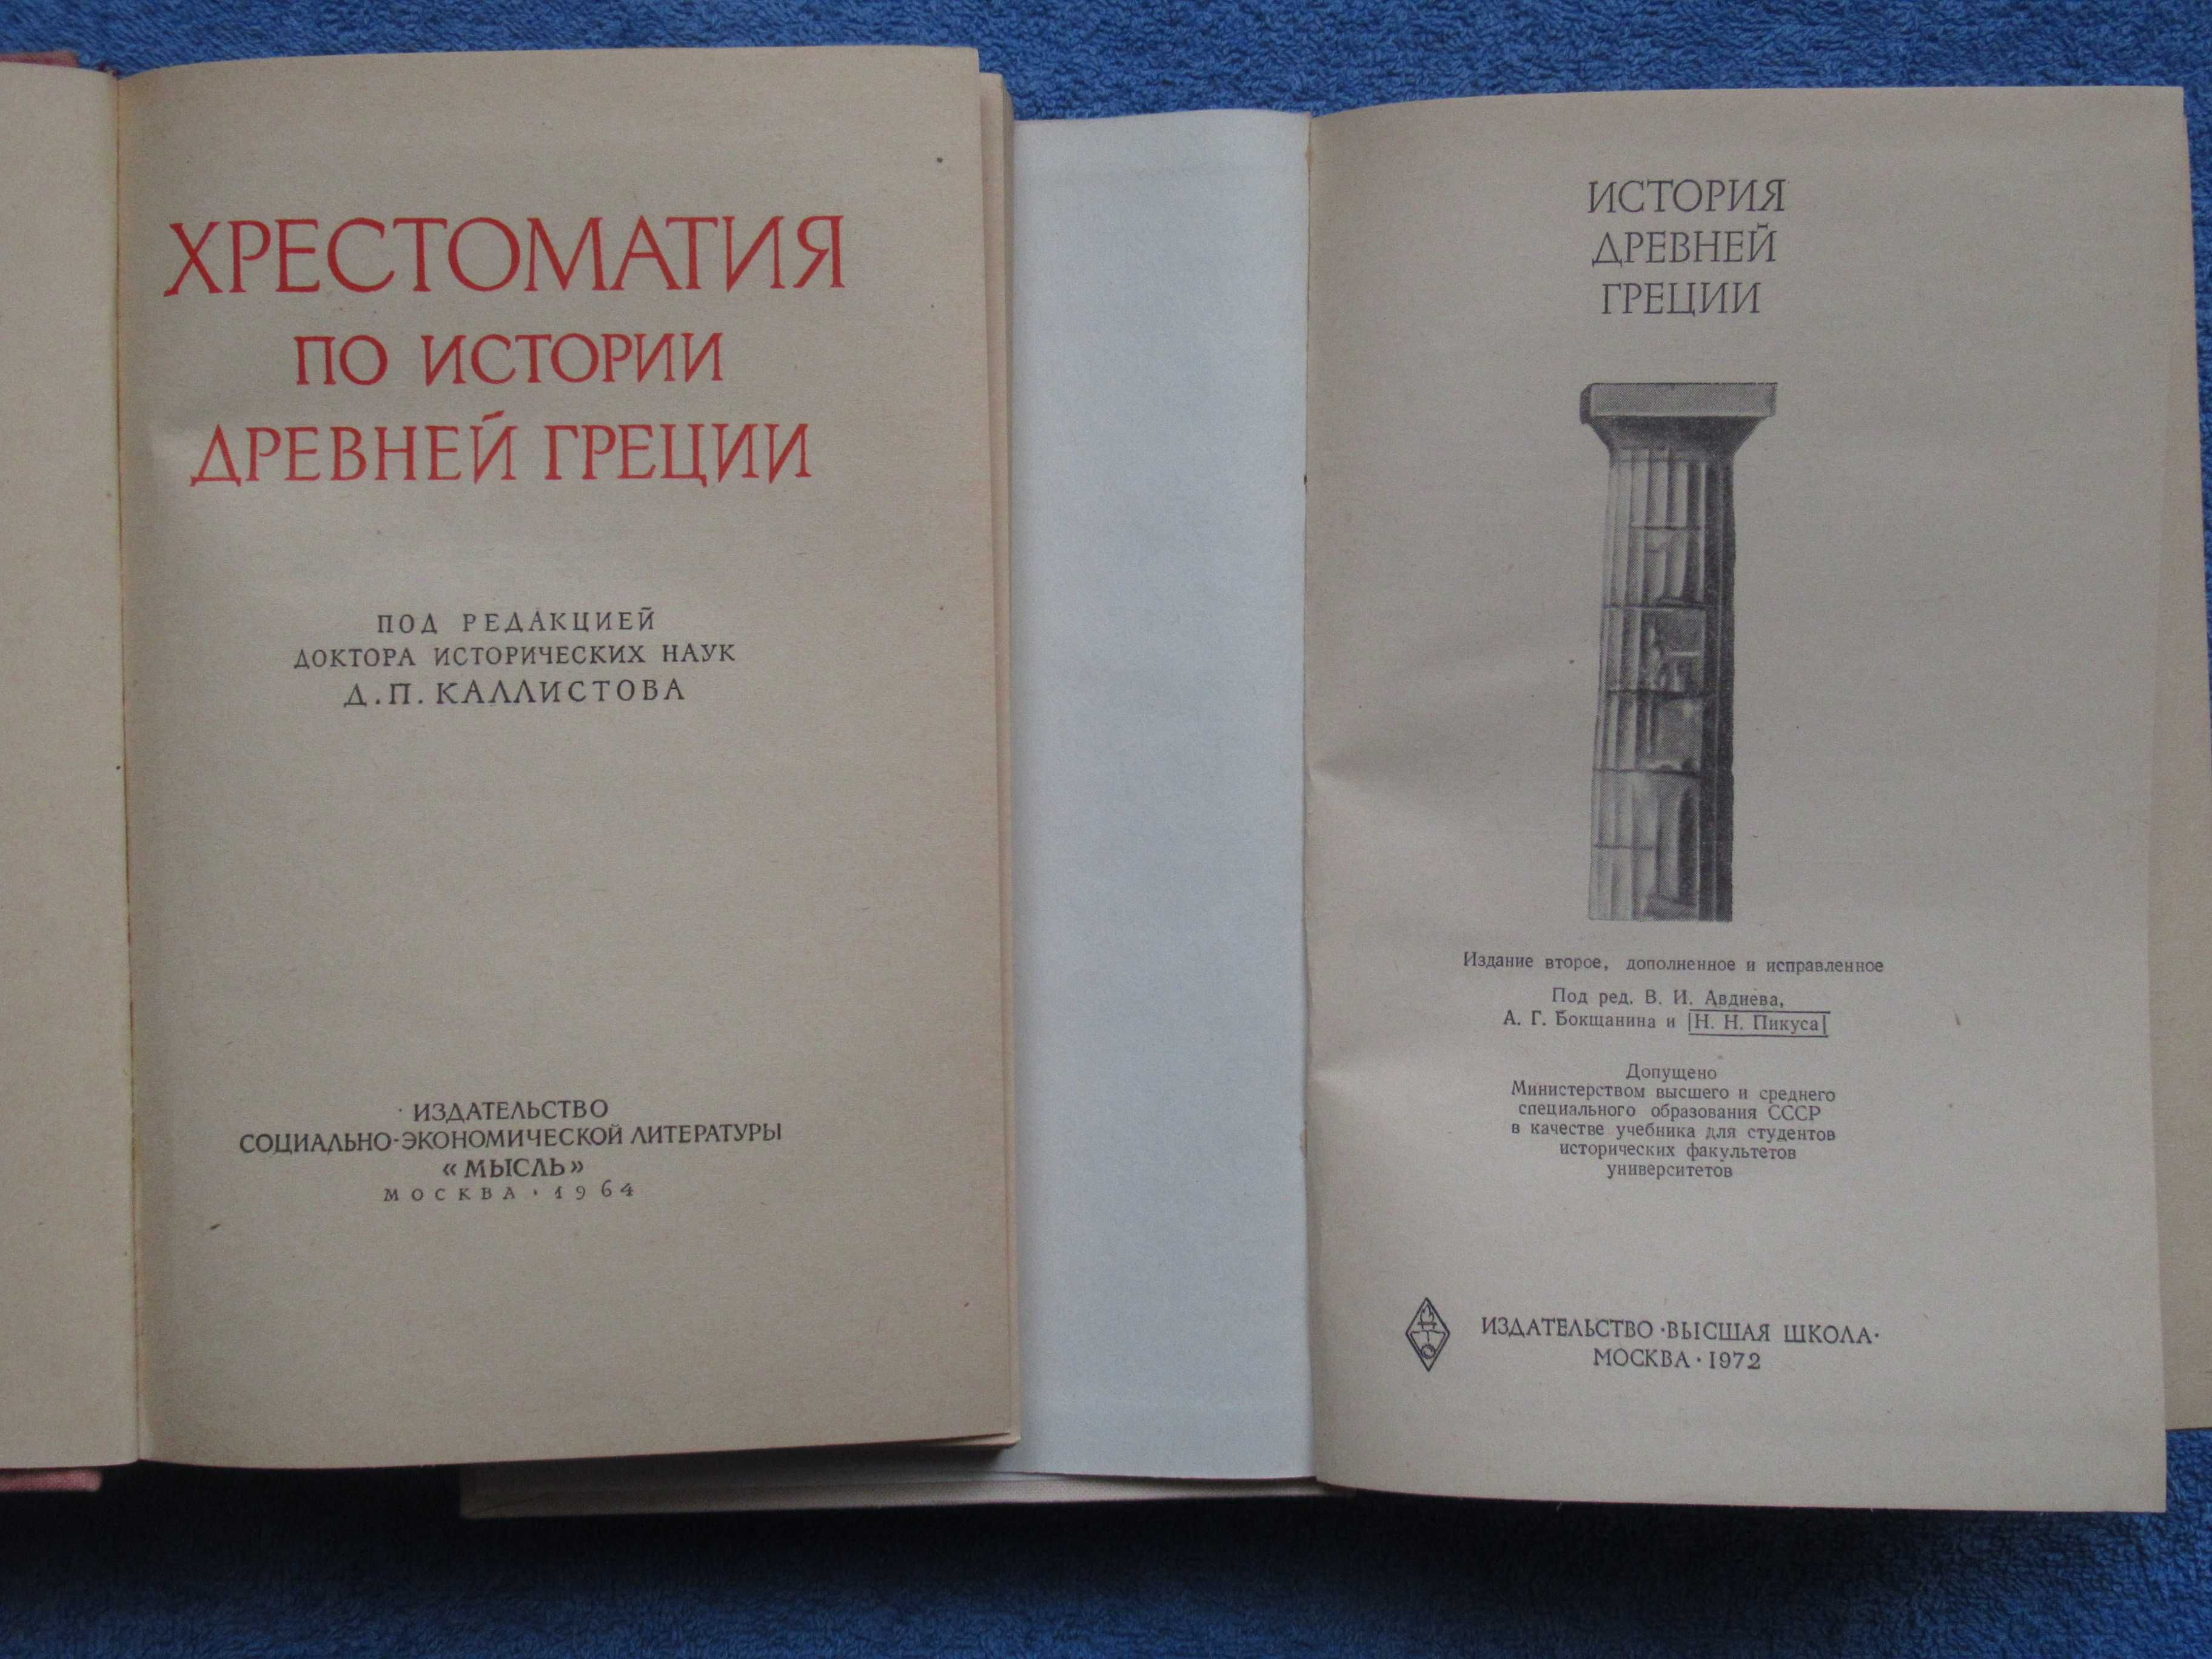 ХРЕСТОМАТИЯ
ПО ИСТОРИИ
ДРЕВНЕЙ ГРЕЦИИ
ПОД РЕДАКЦИЕЙ
ДОКТОРА ИСТОРИЧЕСКИХ НАУК
Д. П. КАЛЛИСТОВА
ИЗДАТЕЛЬСТВО
СОЦИАЛЬНО-ЭКОНОМИЧЕСКОЙ ЛИТЕРАТУРЫ
«МЫСЛЬ»
МОСКВА · 1964
ИСТОРИЯ
ДРЕВНЕЙ
ГРЕЦИИ
Издание второе, дополненное и исправленное
Под ред. В. И. Авдиева,
А. Г. Бокщанина и Н. Н. Пикуса
Допущено
Министерством высшего и среднего
специального образования СССР
в качестве учебника для студентов
исторических факультетов
университетов
ИЗДАТЕЛЬСТВО ·ВЫСШАЯ ШКОЛА·
МОСКВА · 1972